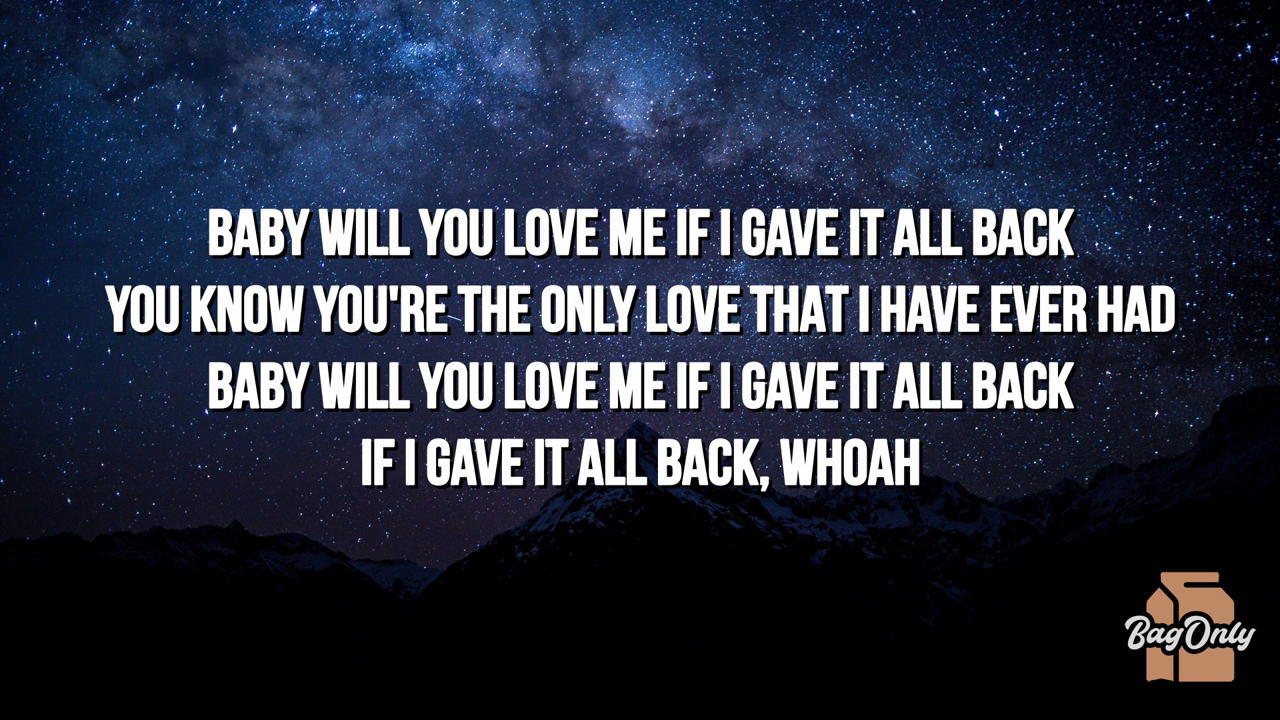 BABY WILL YOU LOVE ME IF I GAVE IT ALL BACK
YOU KNOW YOU'RE THE ONLY LOVE THAT I HAVE EVER HAD
BABY WILL YOU LOVE ME IF I GAVE IT ALL BACK
IF I GAVE IT ALL BACK, WHOAH
BagOnly